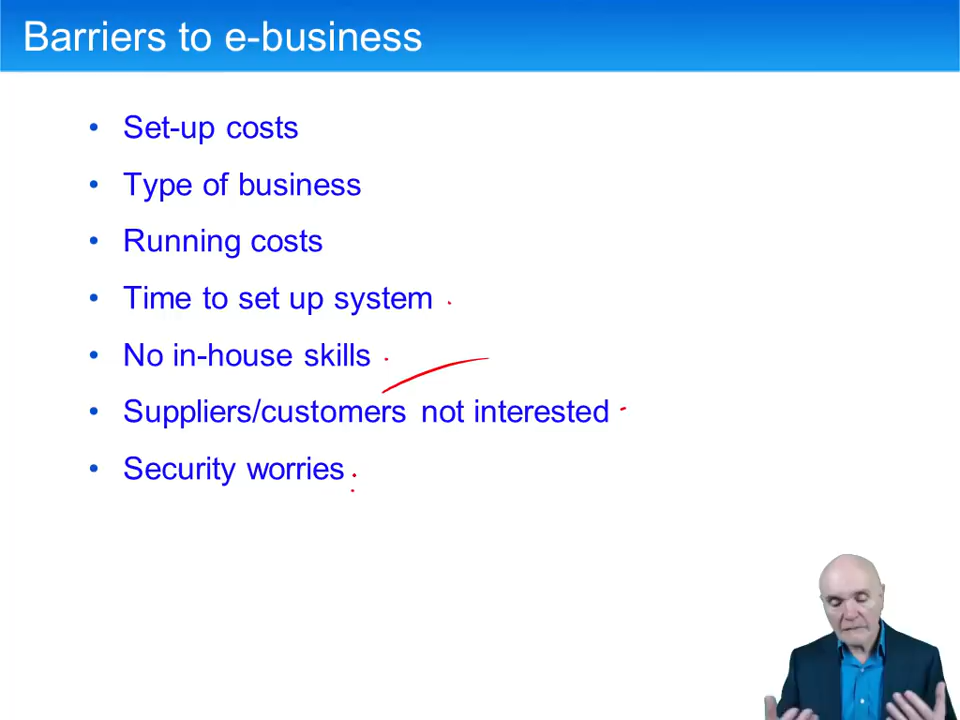 Barriers to e-business
• Set-up costs
• Type of business
• Running costs
• Time to set up system
• No in-house skills
• Suppliers/customers not interested
• Security worries